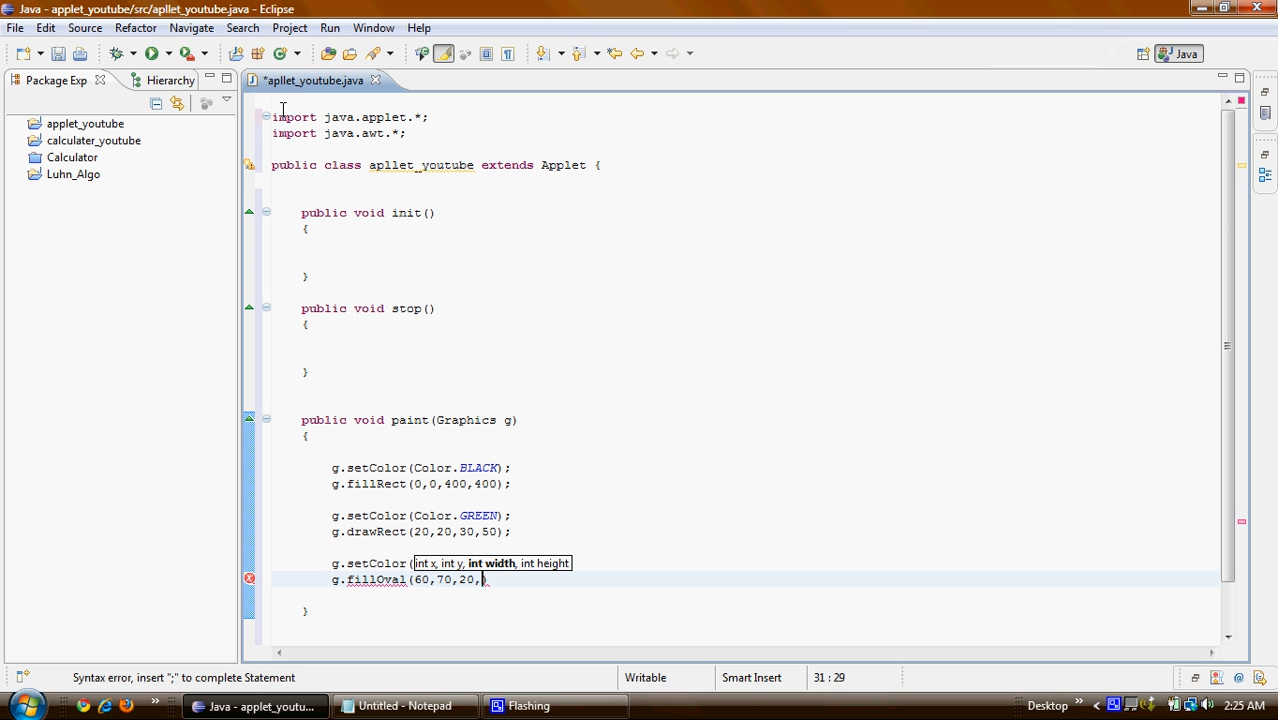 Java - applet_youtube/src/apllet_youtube.java - Eclipse
File Edit Source Refactor Navigate Search Project Run Window Help
Java
Package Exp Hierarchy *apllet_youtube.java
applet_youtube
calculater_youtube
Calculator
Luhn_Algo
import java.applet.*;
import java.awt.*;
public class apllet_youtube extends Applet {
public void init()
{
}
public void stop()
{
}
public void paint(Graphics g)
{
g.setColor(Color.BLACK);
g.fillRect(0,0,400,400);
g.setColor(Color.GREEN);
g.drawRect(20,20,30,50);
g.setColor( int x, int y, int width, int height
g.fillOval(60,70,20,)
}
Syntax error, insert ";" to complete Statement Writable Smart Insert 31 : 29
Java - applet_youtu... Untitled - Notepad Flashing Desktop » 2:25 AM